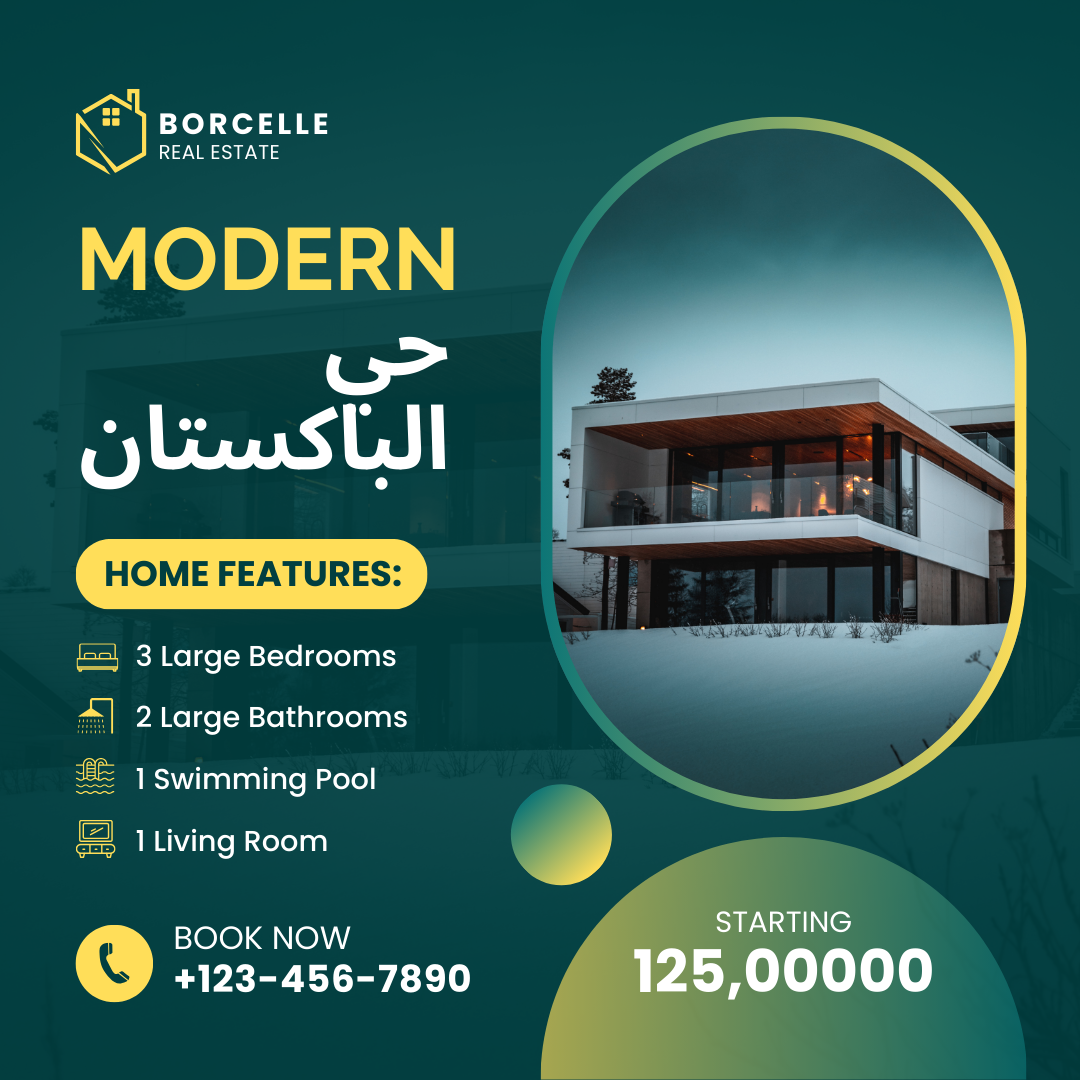 BORCELLE
REAL ESTATE
MODERN
حي
الباكستان
HOME FEATURES:
3 Large Bedrooms
2 Large Bathrooms
1 Swimming Pool
1 Living Room
BOOK NOW
+123-456-7890
STARTING
125,00000